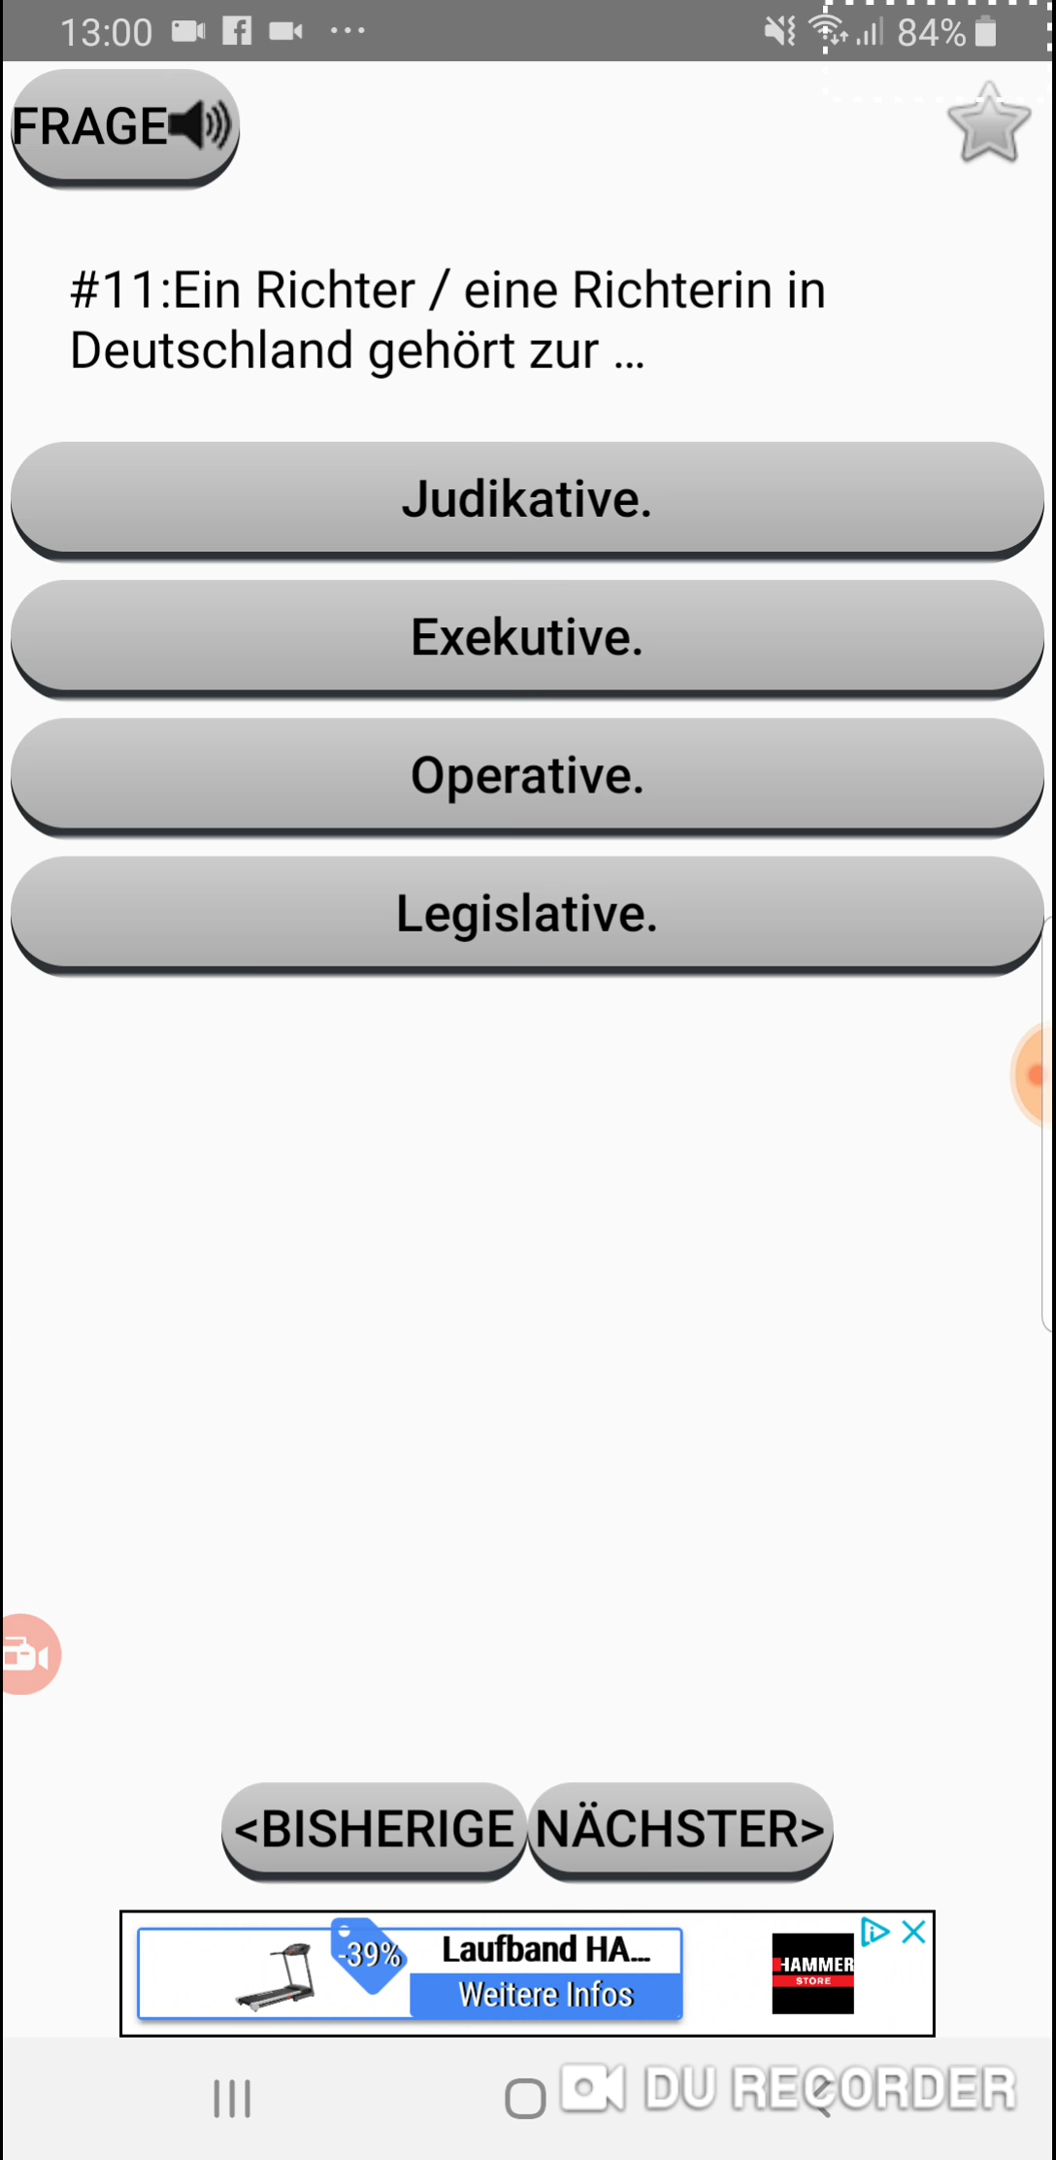 13:00
84%
FRAGE
#11:Ein Richter / eine Richterin in
Deutschland gehört zur ...
Judikative.
Exekutive.
Operative.
Legislative.
<BISHERIGE NÄCHSTER>
-39%
Laufband HA...
Weitere Infos
HAMMER
STORE
DU RECORDER